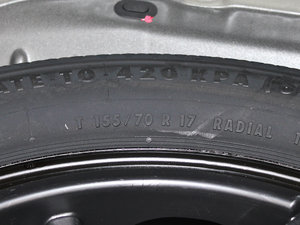 ATE TO 420 KPA
T 155/70 R 17 RADIAL T